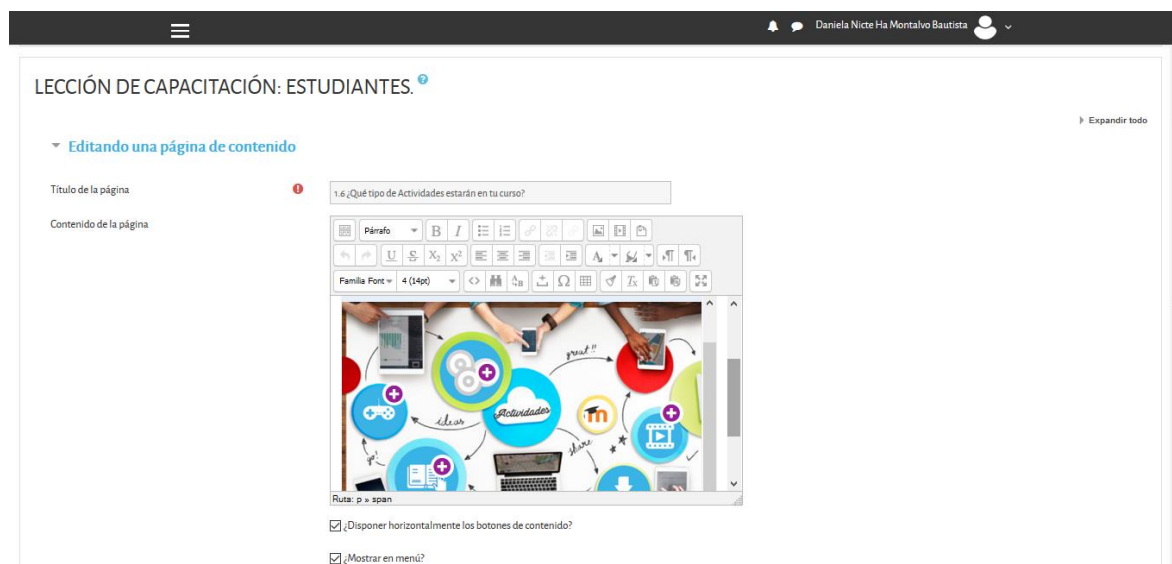 Daniela Nicte Ha Montalvo Bautista
LECCIÓN DE CAPACITACIÓN: ESTUDIANTES.
Expandir todo
Editando una página de contenido
Título de la página
1.6 ¿Qué tipo de Actividades estarán en tu curso?
Contenido de la página
Párrafo
Familia Font
4 (14pt)
great!!
Actividades
ideas
share
go!
Ruta: p » span
¿Disponer horizontalmente los botones de contenido?
¿Mostrar en menú?